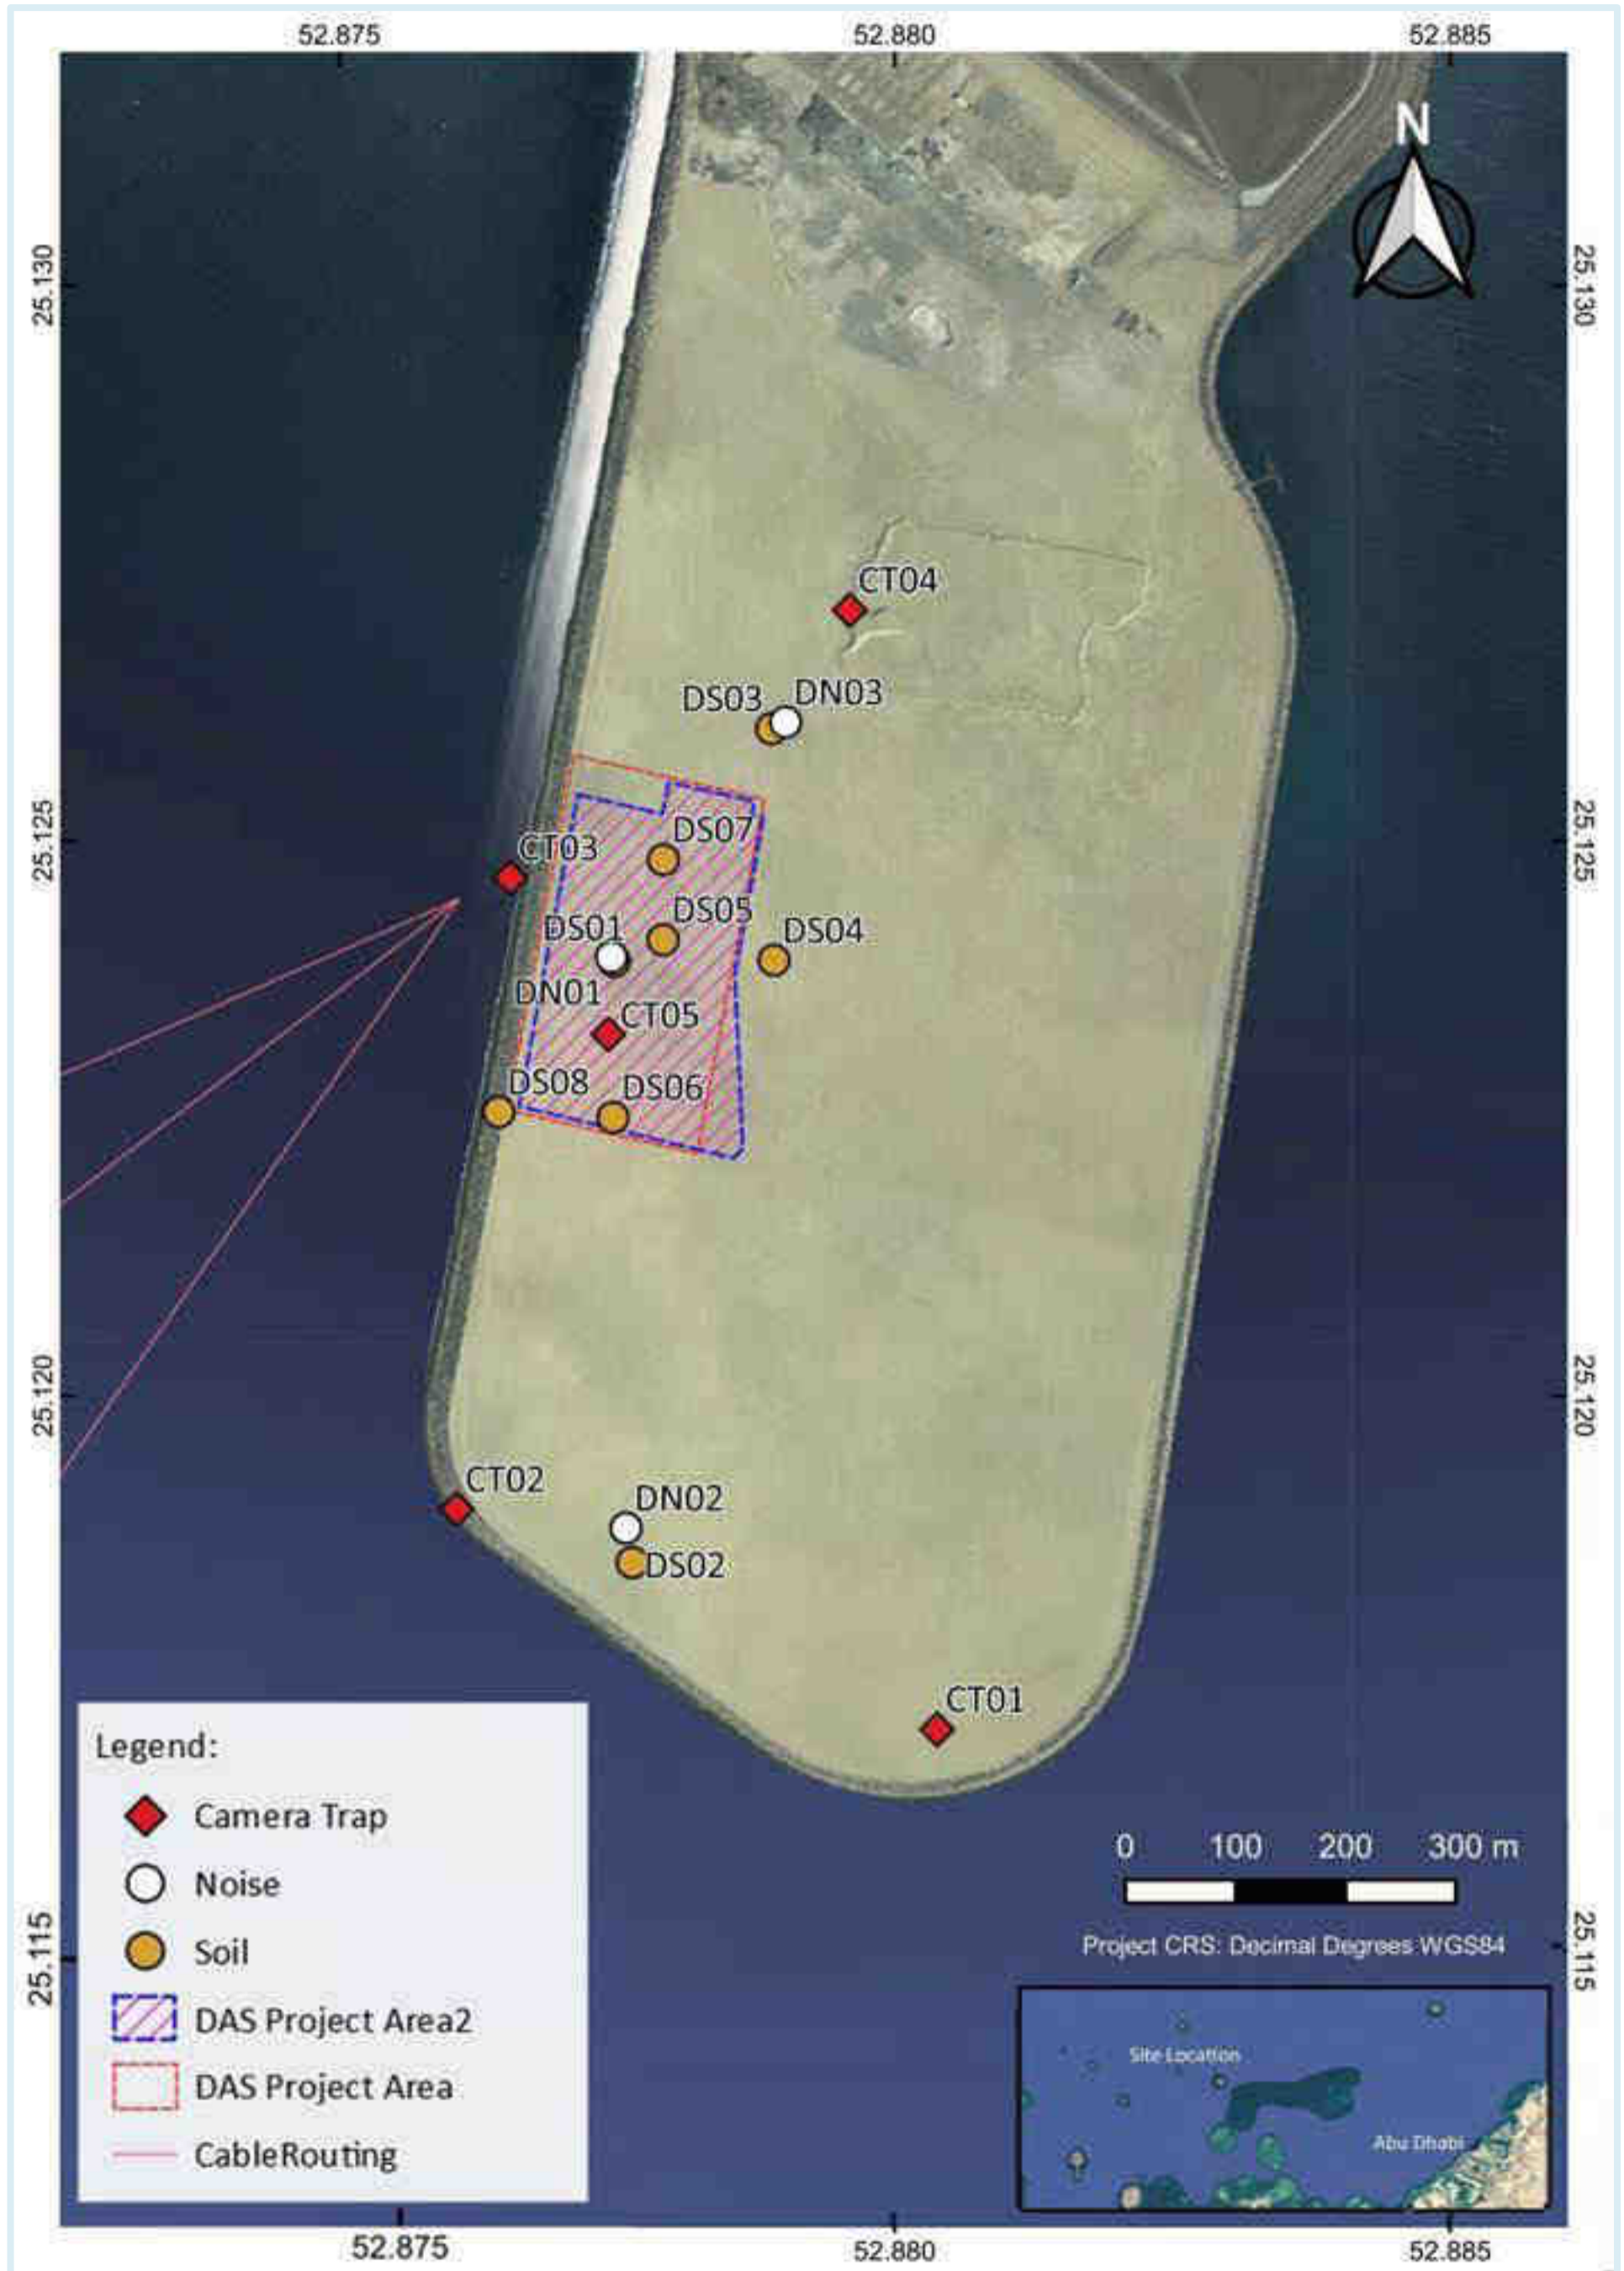 52.875
52.880
52.885
N
25.130
25.130
CT04
DS03
DN03
25.125
25.125
CT03
DS07
DS05
DS01
DS04
DN01
CT05
DS08
DS06
25.120
25.120
CT02
DN02
DS02
CT01
Legend:
Camera Trap
Noise
Soil
DAS Project Area2
DAS Project Area
CableRouting
0 100 200 300 m
Project CRS: Decimal Degrees WGS84
25.115
25.115
Site Location
Abu Dhabi
52.875
52.880
52.885